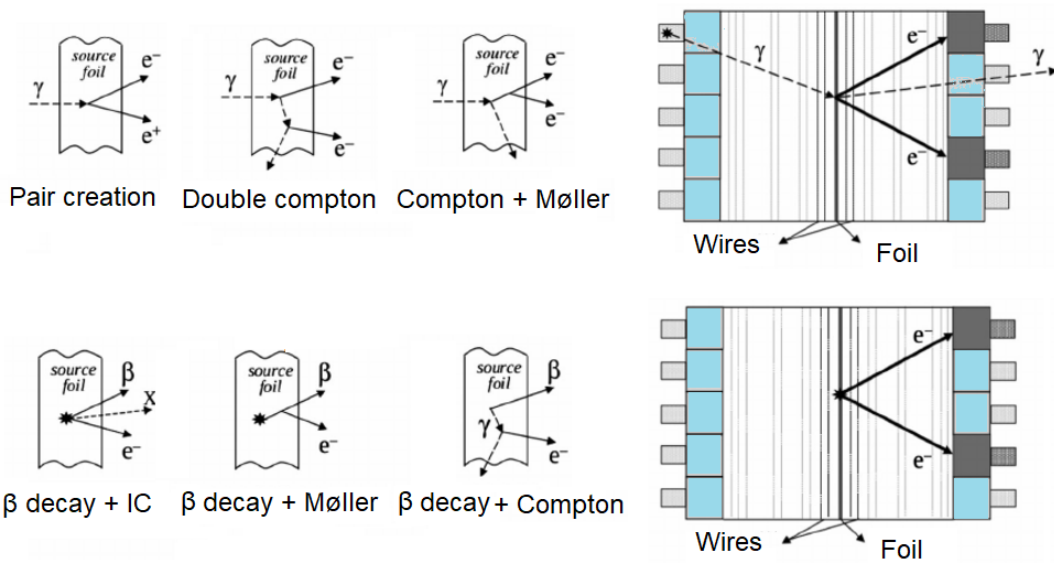 source
foil
γ
e⁻
e⁺
Pair creation
source
foil
γ
e⁻
e⁻
Double compton
source
foil
γ
e⁻
e⁻
Compton + Møller
γ
e⁻
γ
e⁻
Wires
Foil
source
foil
β
X
e⁻
β decay + IC
source
foil
β
e⁻
β decay + Møller
source
foil
β
γ
e⁻
β decay + Compton
e⁻
e⁻
Wires
Foil